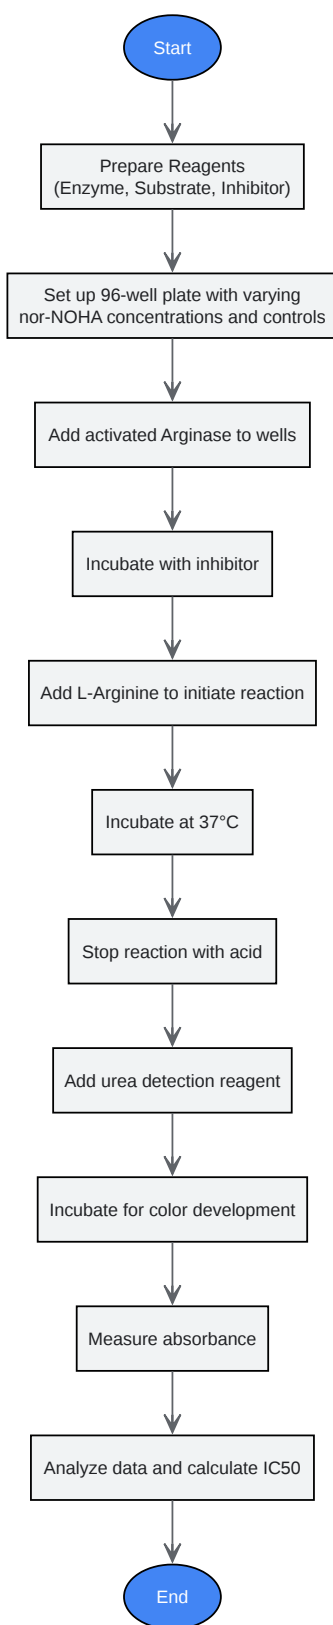 Start
Prepare Reagents
(Enzyme, Substrate, Inhibitor)
Set up 96-well plate with varying
nor-NOHA concentrations and controls
Add activated Arginase to wells
Incubate with inhibitor
Add L-Arginine to initiate reaction
Incubate at 37°C
Stop reaction with acid
Add urea detection reagent
Incubate for color development
Measure absorbance
Analyze data and calculate IC50
End